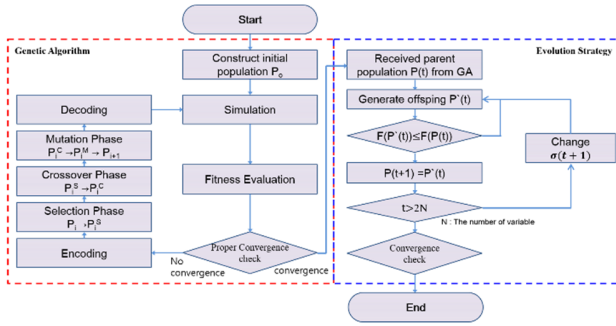 Start
Genetic Algorithm
Construct initial
population Pₒ
Decoding
Simulation
Mutation Phase
Pᵢᶜ →Pᵢᴹ→ Pᵢ₊₁
Crossover Phase
Pᵢˢ→Pᵢᶜ
Fitness Evaluation
Selection Phase
Pᵢ →Pᵢˢ
Encoding
Proper Convergence
check
No
convergence
convergence
Evolution Strategy
Received parent
population P(t) from GA
Generate offsping P`(t)
F(P`(t))≤F(P(t))
Change
σ(t + 1)
P(t+1) =P`(t)
t>2N
N : The number of variable
Convergence
check
End